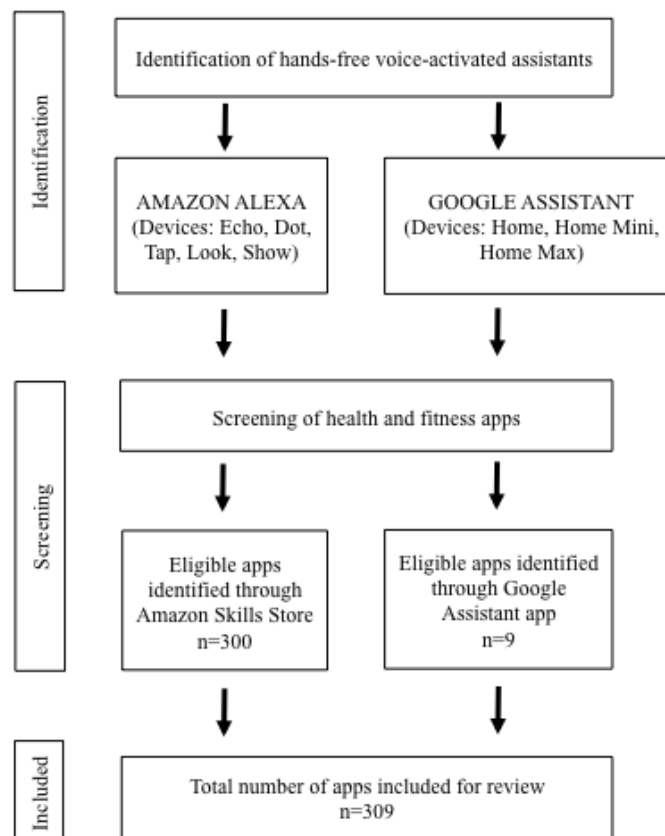 Identification
Identification of hands-free voice-activated assistants
AMAZON ALEXA
(Devices: Echo, Dot,
Tap, Look, Show)
GOOGLE ASSISTANT
(Devices: Home, Home Mini,
Home Max)
Screening
Screening of health and fitness apps
Eligible apps
identified through
Amazon Skills Store
n=300
Eligible apps identified
through Google
Assistant app
n=9
Included
Total number of apps included for review
n=309